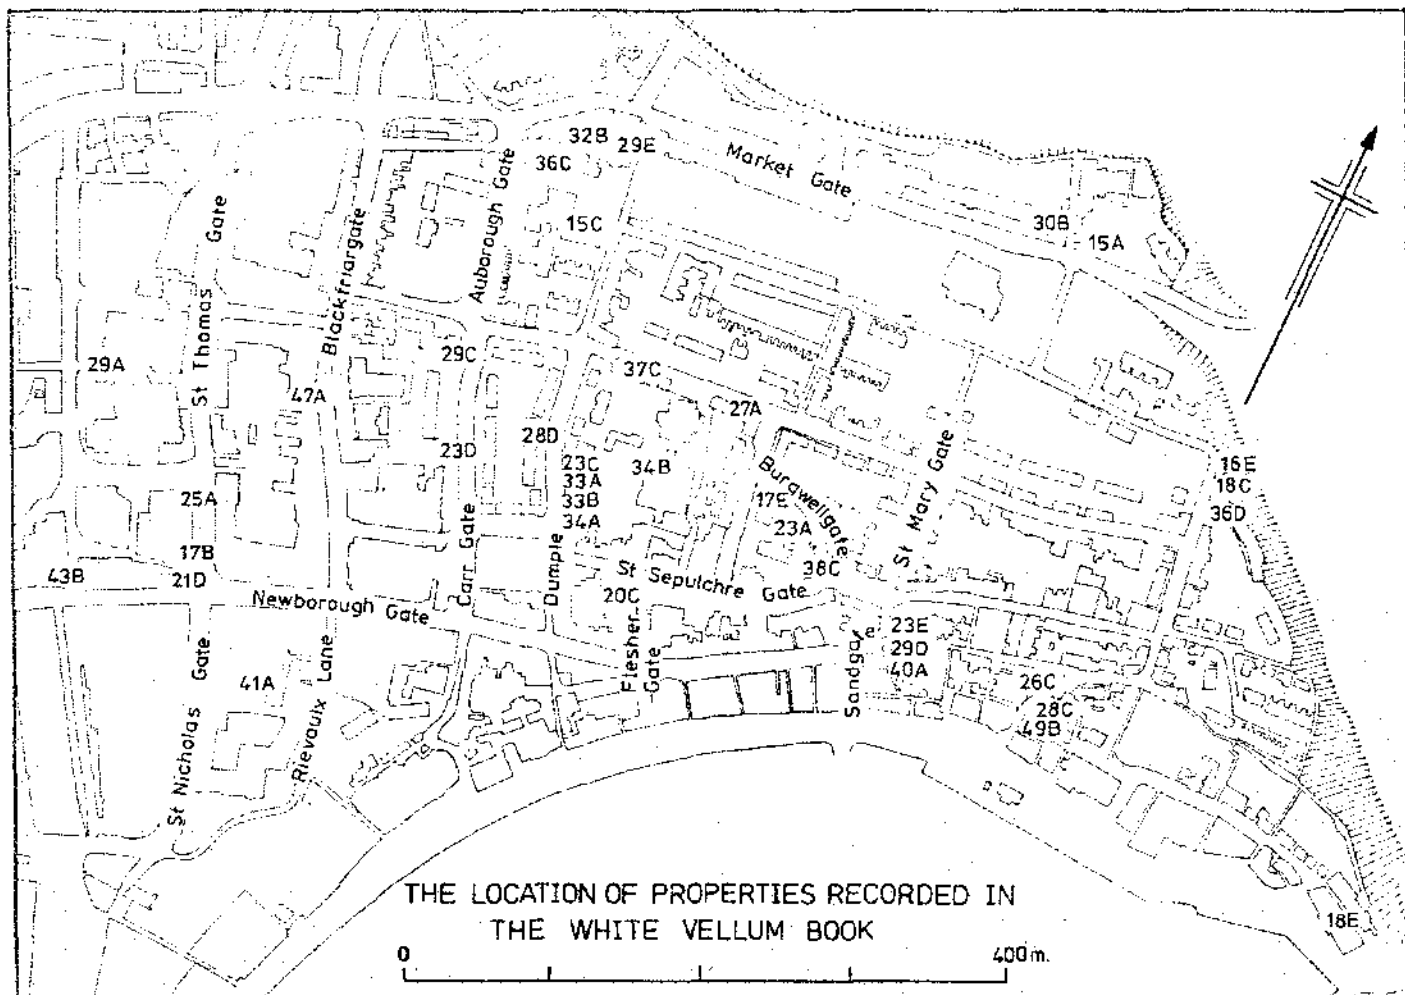 32B
29E
36C
Market Gate
15C
30B
15A
St Thomas Gate
Blackfriargate
Auborough Gate
29A
29C
37C
47A
27A
23D
28D
23C
33A
33B
34A
34B
Burgwellgate
17E
23A
38C
St Mary Gate
16E
18C
36D
25A
17B
21D
43B
Newborough Gate
Carr Gate
Dumple
St Sepulchre Gate
20C
Flesher Gate
Sandgate
23E
29D
40A
26C
28C
49B
St Nicholas Gate
41A
Rievaulx Lane
18E
THE LOCATION OF PROPERTIES RECORDED IN
THE WHITE VELLUM BOOK
0
400m.